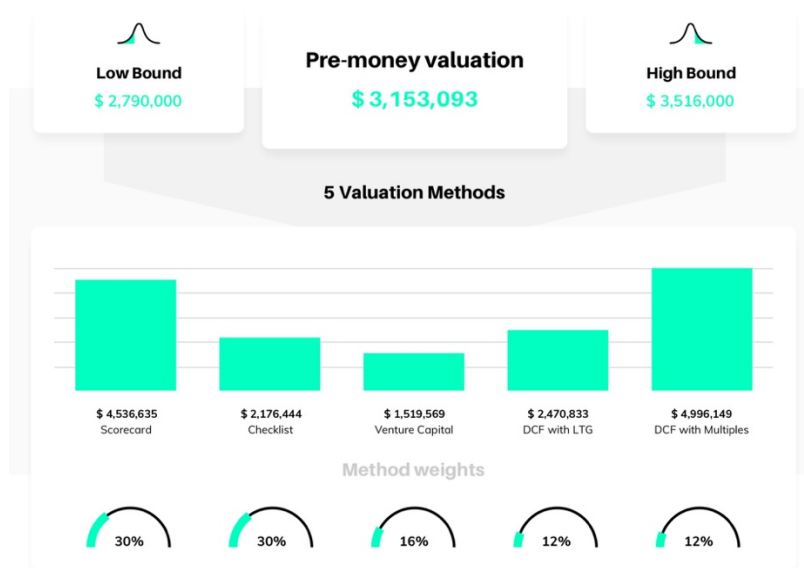 Low Bound
$ 2,790,000
Pre-money valuation
$ 3,153,093
High Bound
$ 3,516,000
5 Valuation Methods
$ 4,536,635
Scorecard
$ 2,176,444
Checklist
$ 1,519,569
Venture Capital
$ 2,470,833
DCF with LTG
$ 4,996,149
DCF with Multiples
Method weights
30%
30%
16%
12%
12%